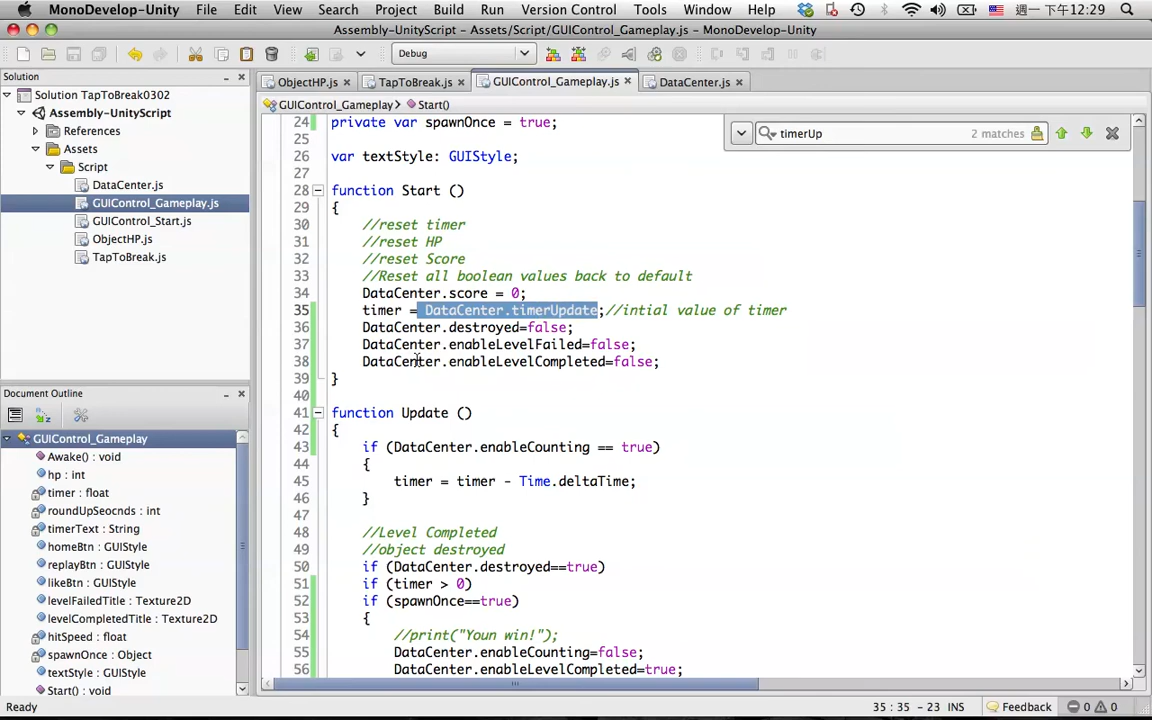 MonoDevelop-Unity File Edit View Search Project Build Run Version Control Tools Window Help 週一 下午12:29
Assembly-UnityScript - Assets/Script/GUIControl_Gameplay.js - MonoDevelop-Unity
Debug
Solution
Solution TapToBreak0302
Assembly-UnityScript
References
Assets
Script
DataCenter.js
GUIControl_Gameplay.js
GUIControl_Start.js
ObjectHP.js
TapToBreak.js
Document Outline
GUIControl_Gameplay
Awake() : void
hp : int
timer : float
roundUpSeocnds : int
timerText : String
homeBtn : GUIStyle
replayBtn : GUIStyle
likeBtn : GUIStyle
levelFailedTitle : Texture2D
levelCompletedTitle : Texture2D
hitSpeed : float
spawnOnce : Object
textStyle : GUIStyle
Start() : void
ObjectHP.js TapToBreak.js GUIControl_Gameplay.js DataCenter.js
GUIControl_Gameplay Start()
timerUp 2 matches
24 private var spawnOnce = true;
25
26 var textStyle: GUIStyle;
27
28 function Start ()
29 {
30 //reset timer
31 //reset HP
32 //reset Score
33 //Reset all boolean values back to default
34 DataCenter.score = 0;
35 timer = DataCenter.timerUpdate;//intial value of timer
36 DataCenter.destroyed=false;
37 DataCenter.enableLevelFailed=false;
38 DataCenter.enableLevelCompleted=false;
39 }
40
41 function Update ()
42 {
43 if (DataCenter.enableCounting == true)
44 {
45 timer = timer - Time.deltaTime;
46 }
47
48 //Level Completed
49 //object destroyed
50 if (DataCenter.destroyed==true)
51 if (timer > 0)
52 if (spawnOnce==true)
53 {
54 //print("Youn win!");
55 DataCenter.enableCounting=false;
56 DataCenter.enableLevelCompleted=true;
Ready 35 : 35 - 23 INS Feedback 0 0